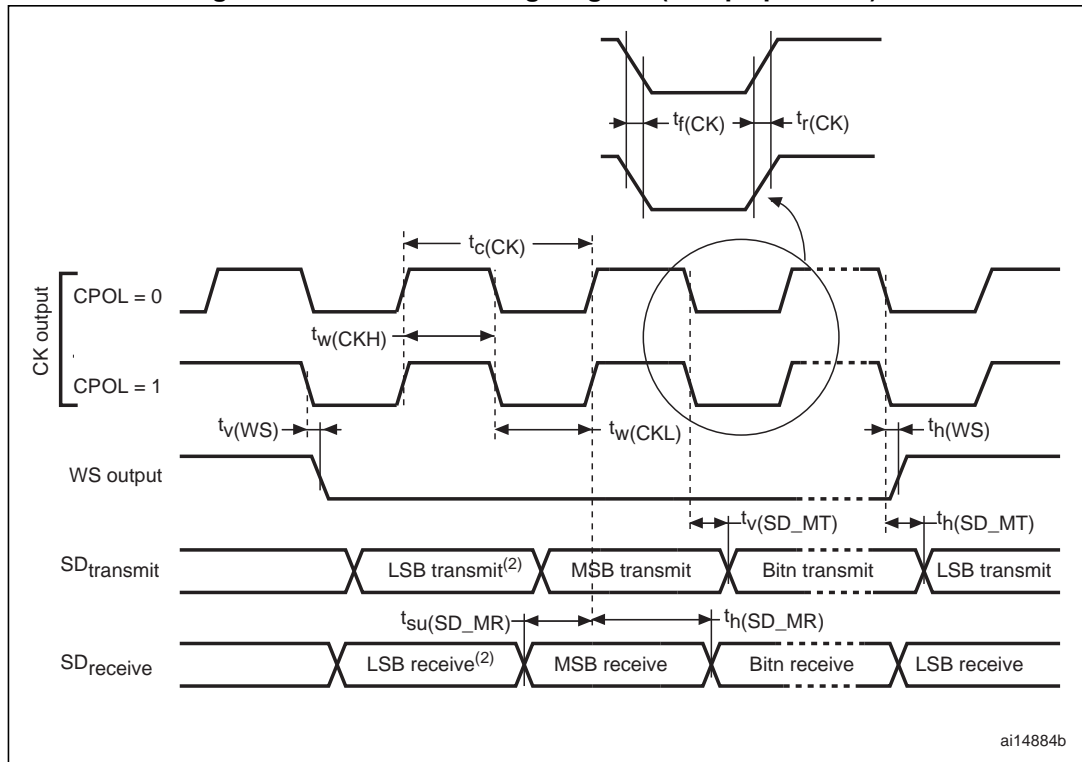 tf(CK)
tr(CK)
tc(CK)
CK output
CPOL = 0
tw(CKH)
CPOL = 1
tv(WS)
tw(CKL)
th(WS)
WS output
tv(SD_MT)
th(SD_MT)
SDtransmit
LSB transmit(2)
MSB transmit
Bitn transmit
LSB transmit
tsu(SD_MR)
th(SD_MR)
SDreceive
LSB receive(2)
MSB receive
Bitn receive
LSB receive
ai14884b